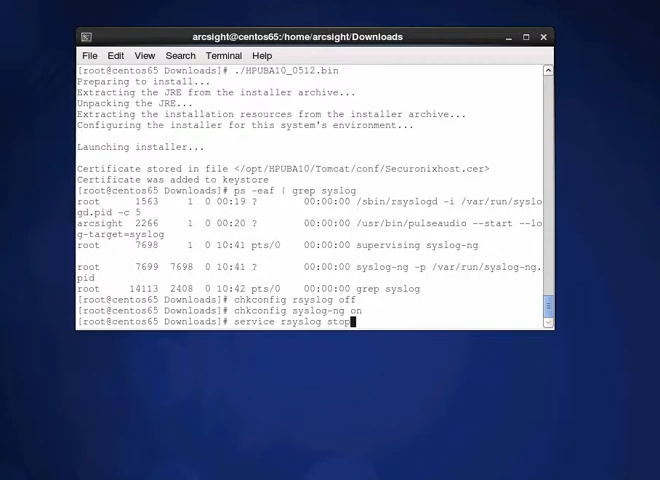 arcsight@centos65:/home/arcsight/Downloads
File Edit View Search Terminal Help
[root@centos65 Downloads]# ./HPUBA10_0512.bin
Preparing to install...
Extracting the JRE from the installer archive...
Unpacking the JRE...
Extracting the installation resources from the installer archive...
Configuring the installer for this system's environment...
Launching installer...
Certificate stored in file </opt/HPUBA10/Tomcat/conf/Securonixhost.cer>
Certificate was added to keystore
[root@centos65 Downloads]# ps -eaf | grep syslog
root 1563 1 0 00:19 ? 00:00:00 /sbin/rsyslogd -i /var/run/syslo
gd.pid -c 5
arcsight 2266 1 0 00:20 ? 00:00:00 /usr/bin/pulseaudio --start --lo
g-target=syslog
root 7698 1 0 10:41 pts/0 00:00:00 supervising syslog-ng
root 7699 7698 0 10:41 ? 00:00:00 syslog-ng -p /var/run/syslog-ng.
pid
root 14113 2408 0 10:42 pts/0 00:00:00 grep syslog
[root@centos65 Downloads]# chkconfig rsyslog off
[root@centos65 Downloads]# chkconfig syslog-ng on
[root@centos65 Downloads]# service rsyslog stop